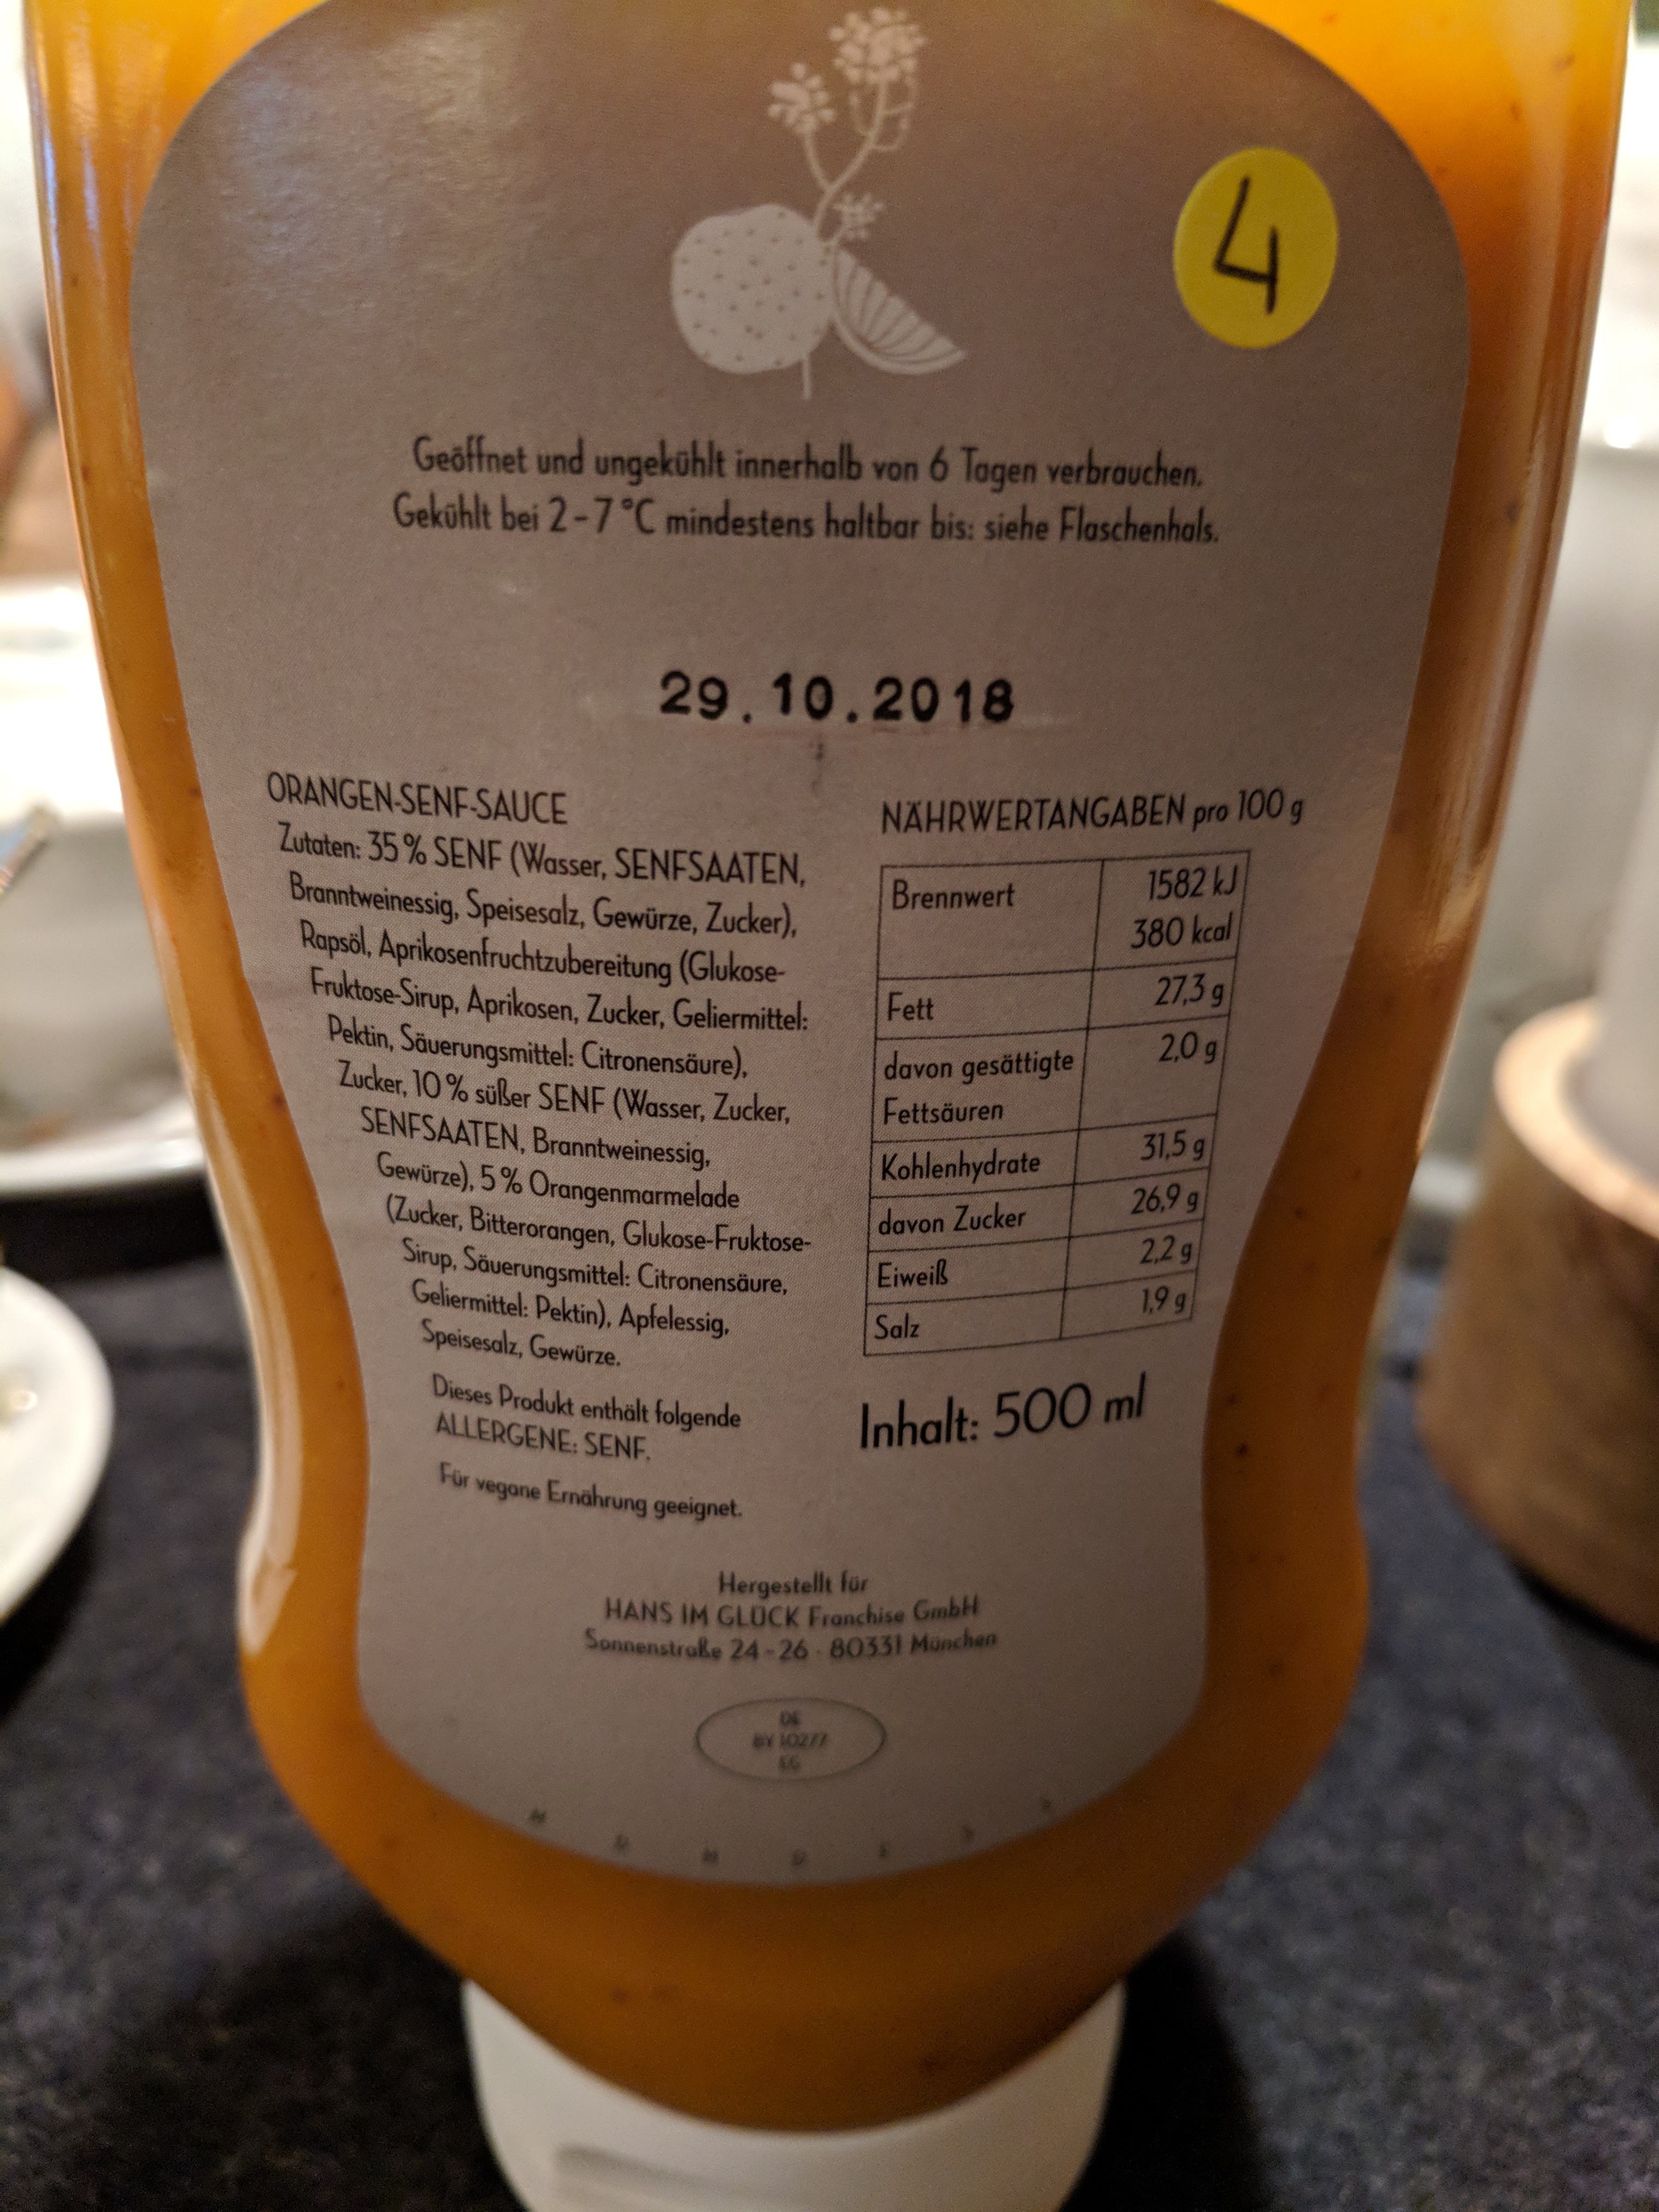 4
Geöffnet und ungekühlt innerhalb von 6 Tagen verbrauchen.
Gekühlt bei 2-7 °C mindestens haltbar bis: siehe Flaschenhals.
29.10.2018
ORANGEN-SENF-SAUCE
Zutaten: 35 % SENF (Wasser, SENFSAATEN,
Branntweinessig, Speisesalz, Gewürze, Zucker),
Rapsöl, Aprikosenfruchtzubereitung (Glukose-
Fruktose-Sirup, Aprikosen, Zucker, Geliermittel:
Pektin, Säuerungsmittel: Citronensäure),
Zucker, 10 % süßer SENF (Wasser, Zucker,
SENFSAATEN, Branntweinessig,
Gewürze), 5 % Orangenmarmelade
(Zucker, Bitterorangen, Glukose-Fruktose-
Sirup, Säuerungsmittel: Citronensäure,
Geliermittel: Pektin), Apfelessig,
Speisesalz, Gewürze.
Dieses Produkt enthält folgende
ALLERGENE: SENF.
Für vegane Ernährung geeignet.
NÄHRWERTANGABEN pro 100 g
Brennwert 1582 kJ
380 kcal
Fett 27,3 g
davon gesättigte 2,0 g
Fettsäuren
Kohlenhydrate 31,5 g
davon Zucker 26,9 g
Eiweiß 2,2 g
Salz 1,9 g
Inhalt: 500 ml
Hergestellt für
HANS IM GLÜCK Franchise GmbH
Sonnenstraße 24-26 · 80331 München
DE
BY 10277
EG